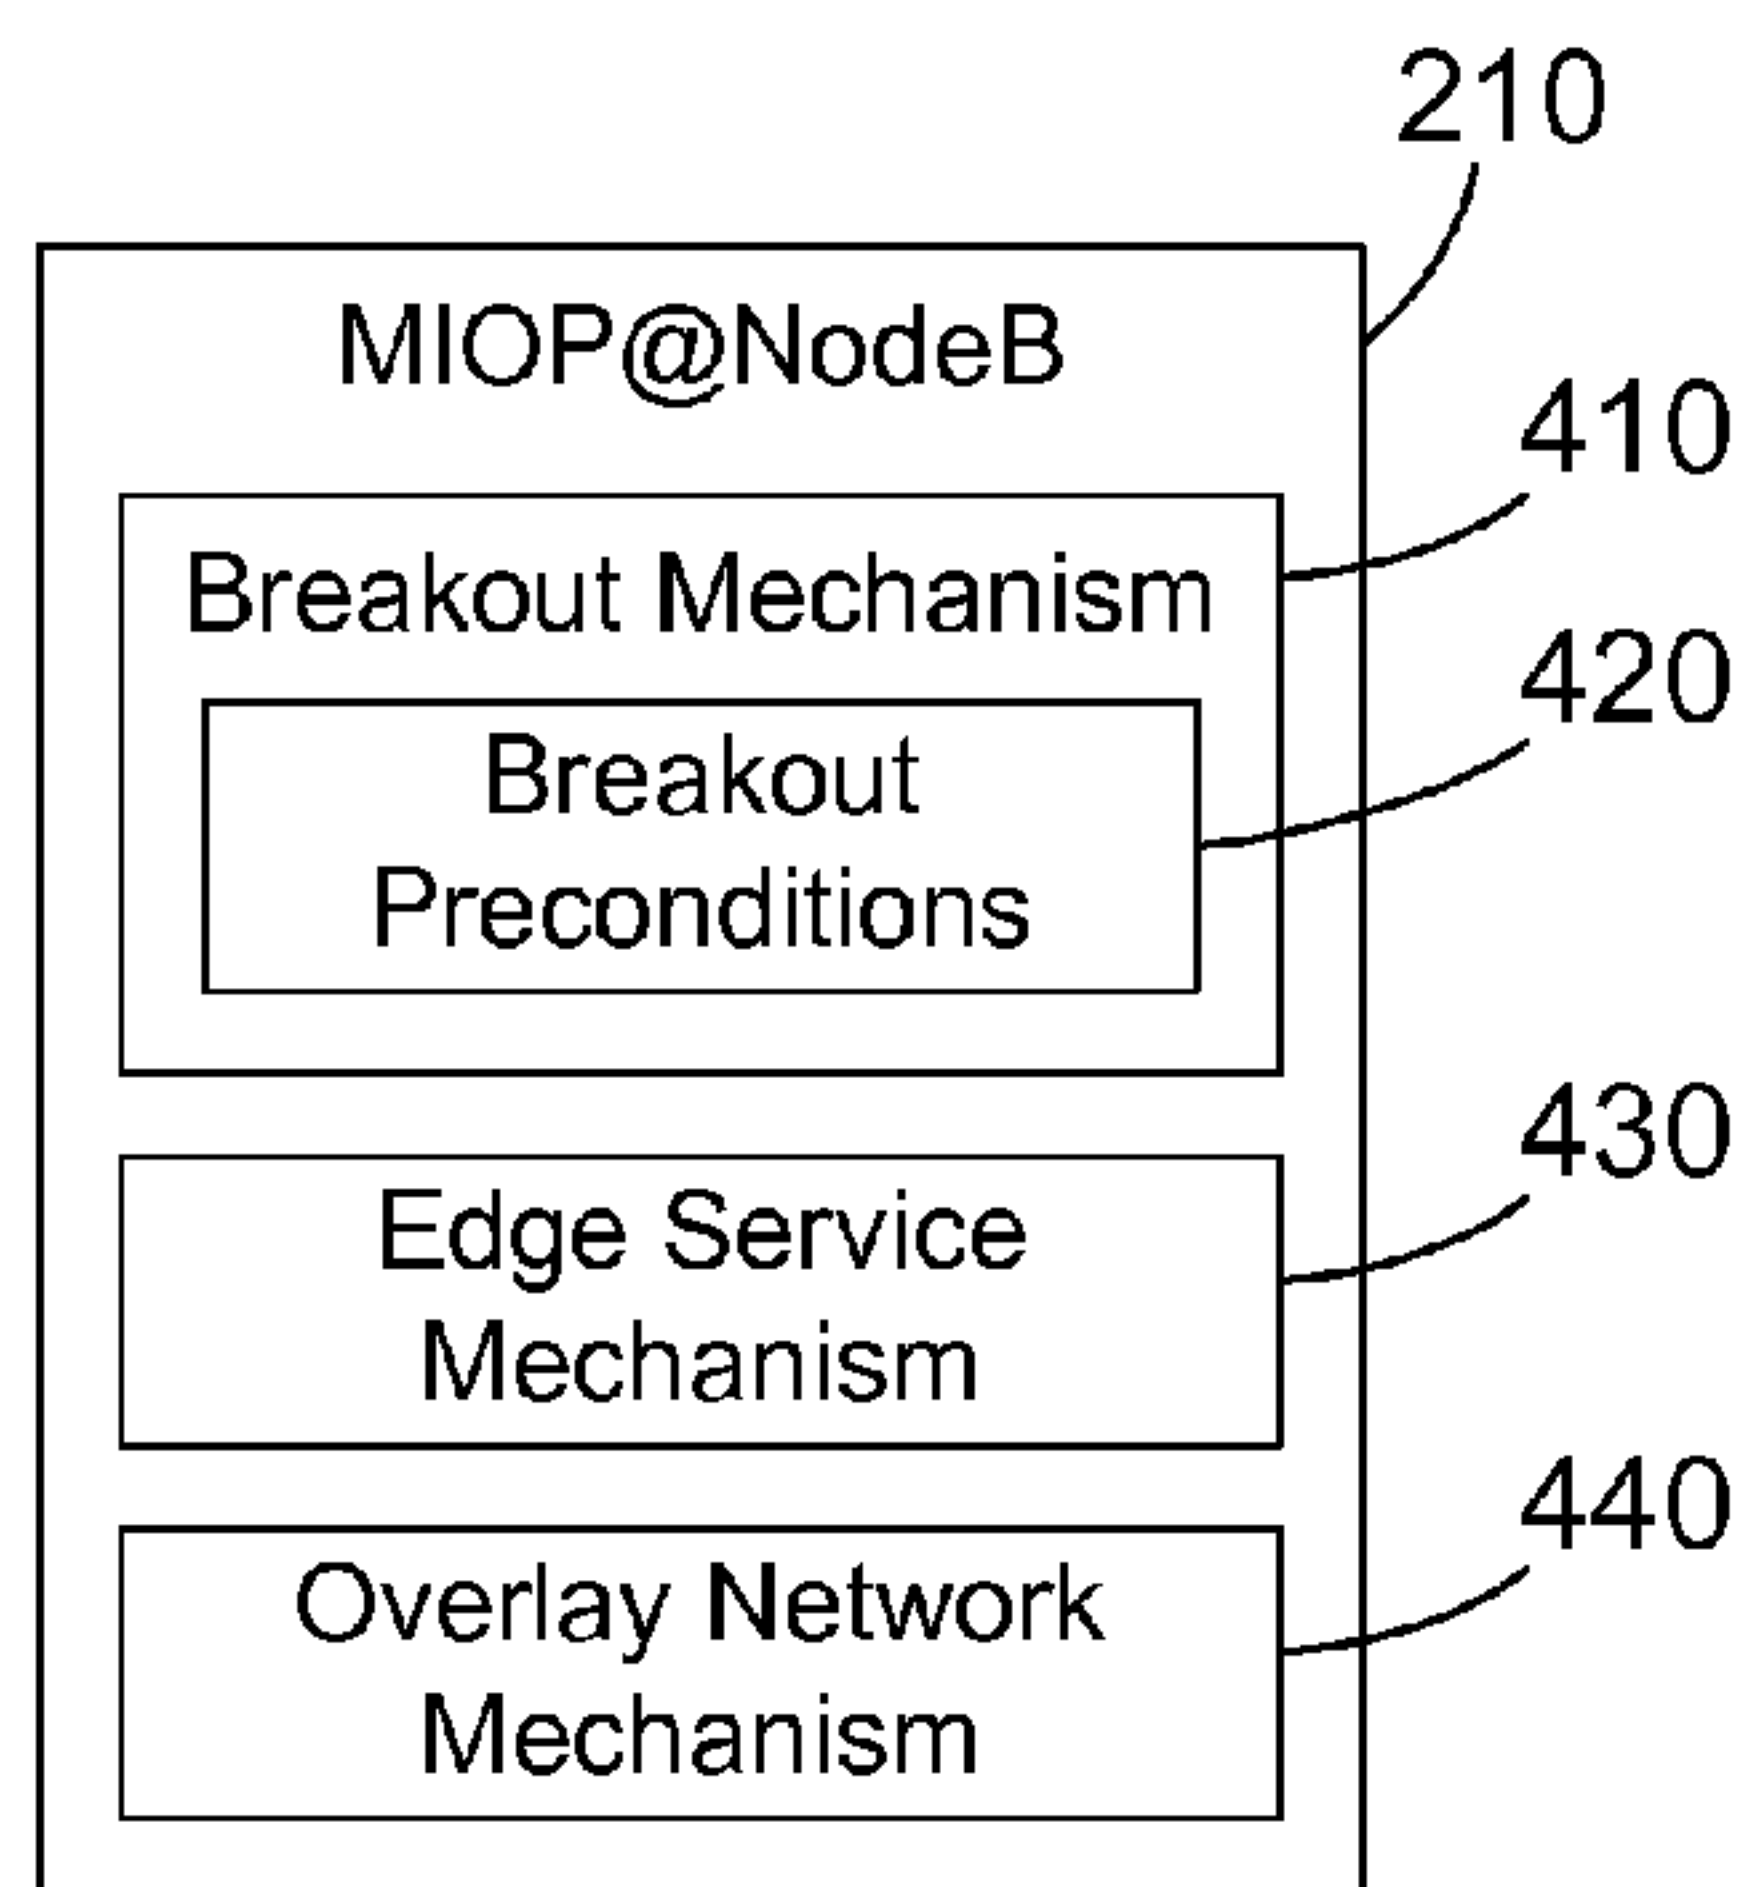 210
MIOP@NodeB
410
Breakout Mechanism
420
Breakout
Preconditions
430
Edge Service
Mechanism
440
Overlay Network
Mechanism